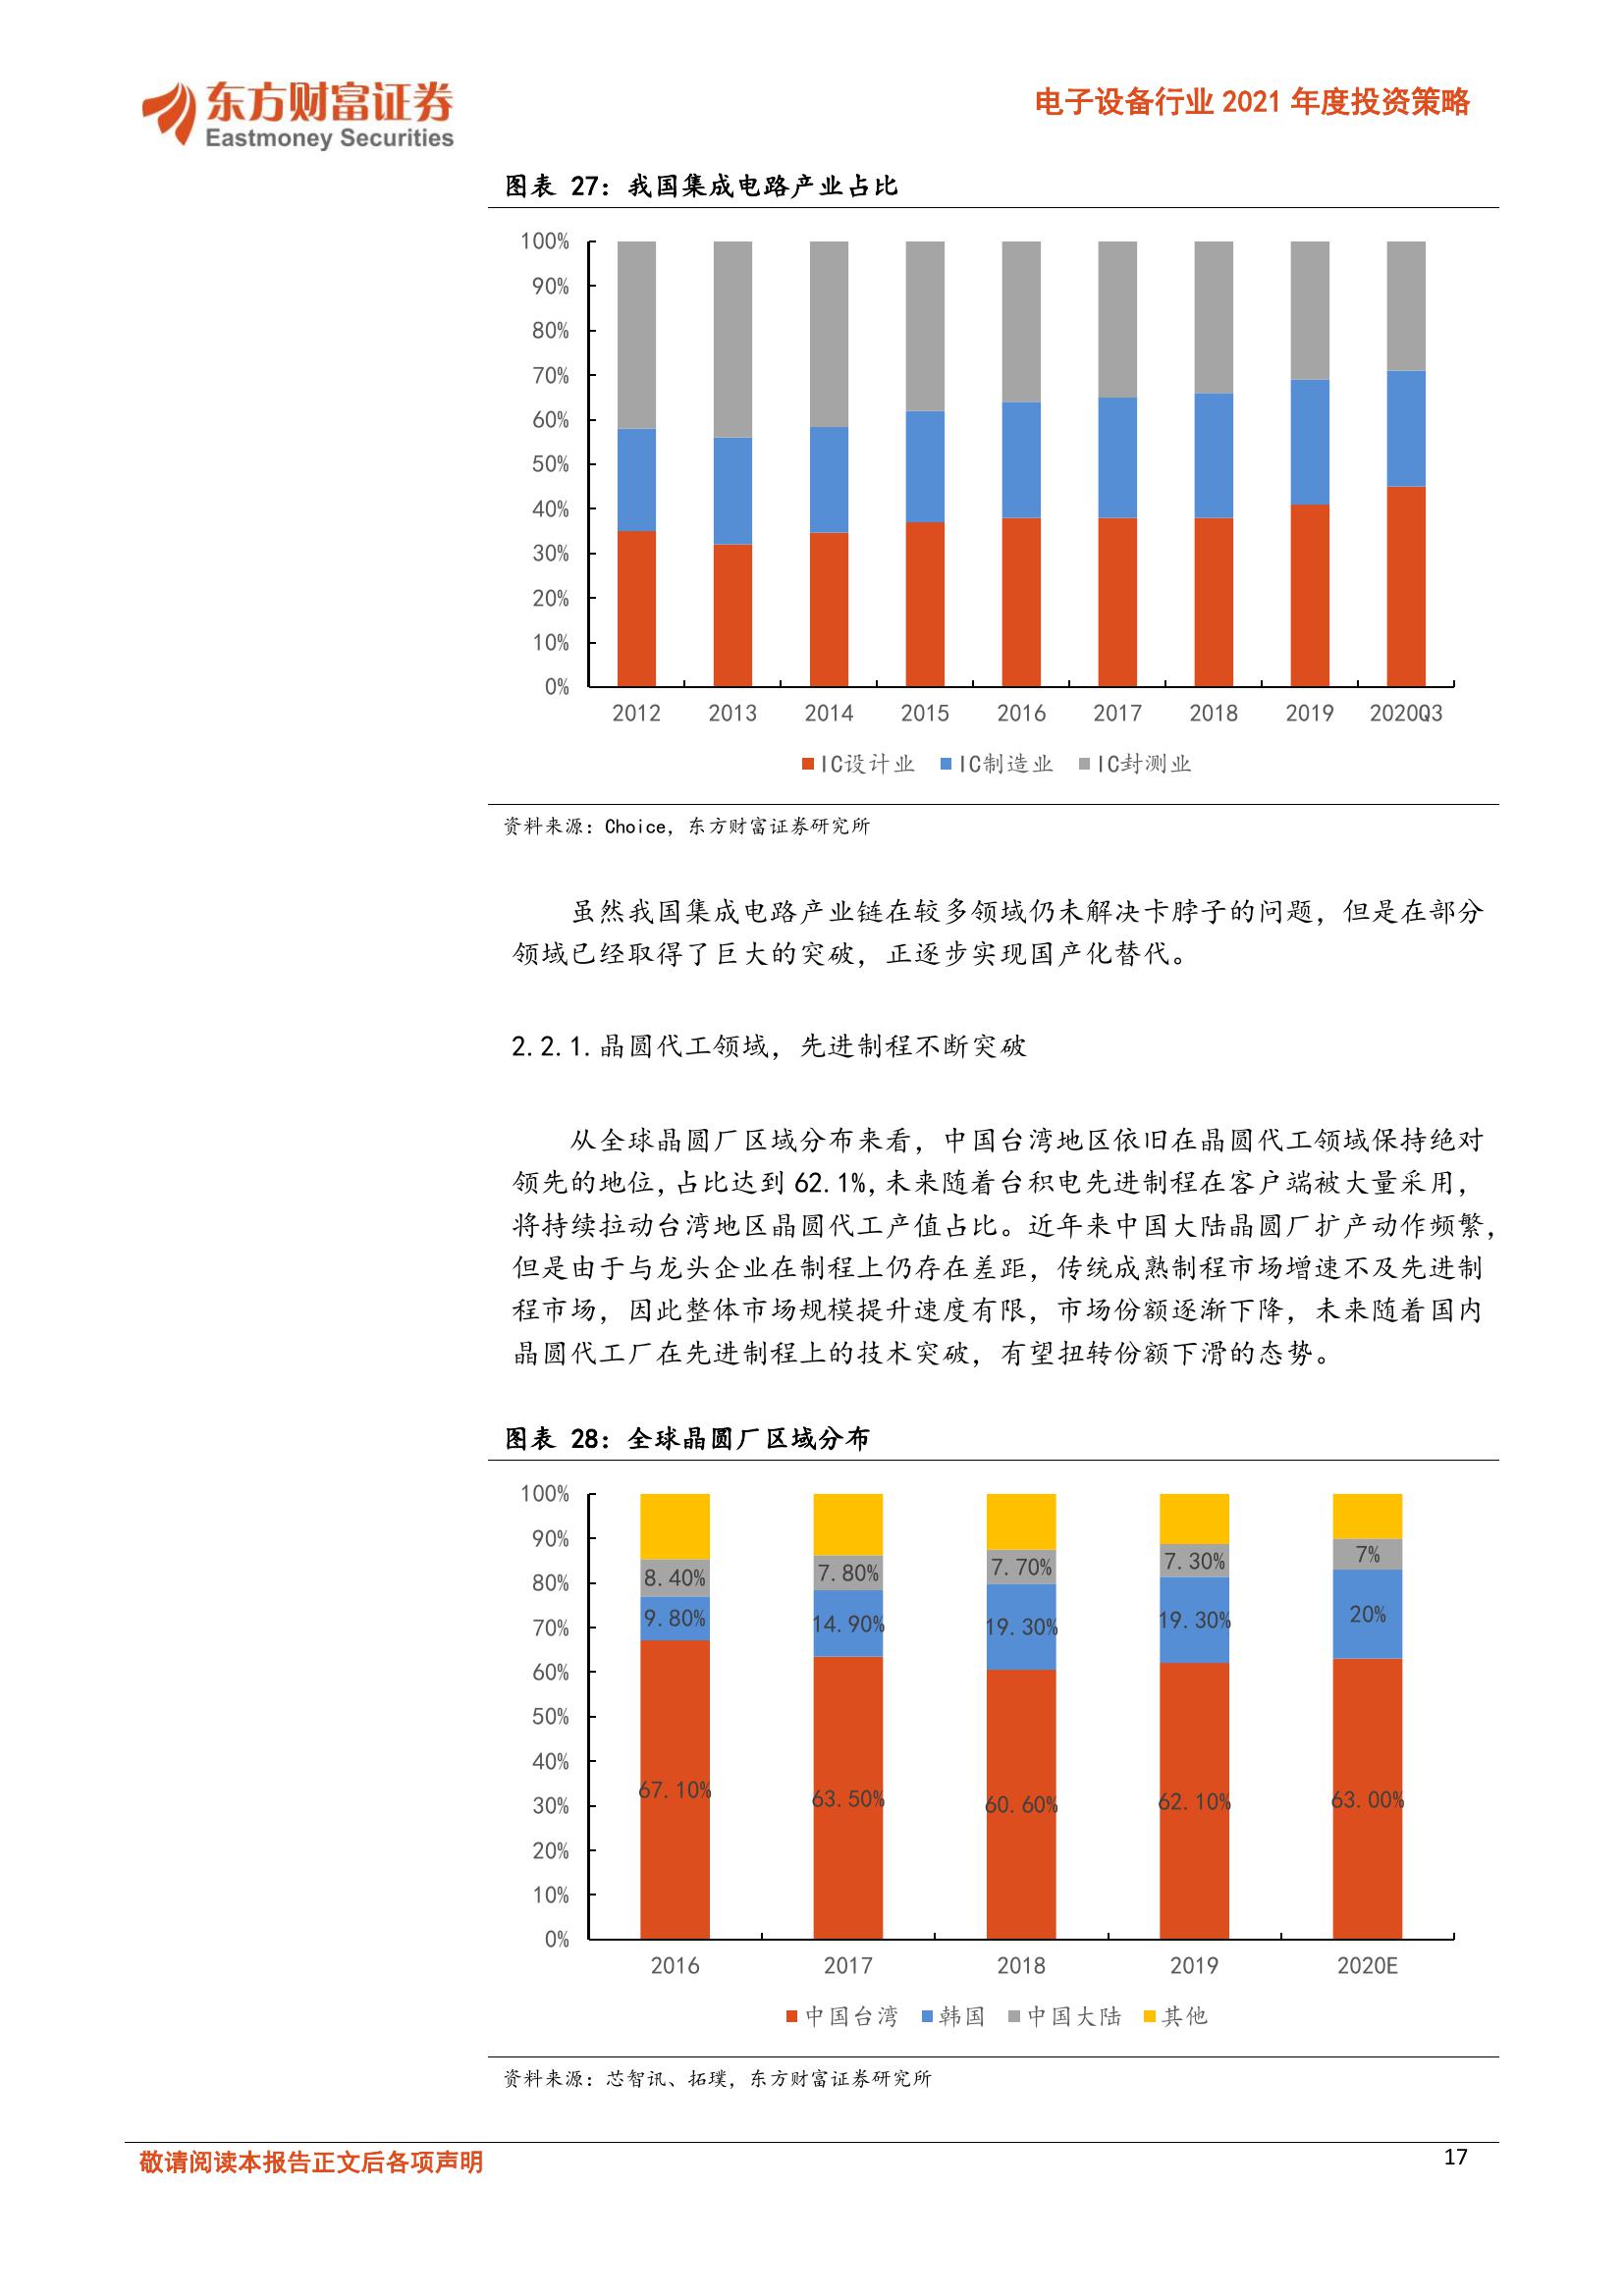 东方财富证券
Eastmoney Securities
电子设备行业 2021 年度投资策略
图表 27：我国集成电路产业占比
100%
90%
80%
70%
60%
50%
40%
30%
20%
10%
0%
2012 2013 2014 2015 2016 2017 2018 2019 2020Q3
IC设计业 IC制造业 IC封测业
资料来源：Choice，东方财富证券研究所
虽然我国集成电路产业链在较多领域仍未解决卡脖子的问题，但是在部分
领域已经取得了巨大的突破，正逐步实现国产化替代。
2.2.1.晶圆代工领域，先进制程不断突破
从全球晶圆厂区域分布来看，中国台湾地区依旧在晶圆代工领域保持绝对
领先的地位，占比达到 62.1%，未来随着台积电先进制程在客户端被大量采用，
将持续拉动台湾地区晶圆代工产值占比。近年来中国大陆晶圆厂扩产动作频繁，
但是由于与龙头企业在制程上仍存在差距，传统成熟制程市场增速不及先进制
程市场，因此整体市场规模提升速度有限，市场份额逐渐下降，未来随着国内
晶圆代工厂在先进制程上的技术突破，有望扭转份额下滑的态势。
图表 28：全球晶圆厂区域分布
100%
90%
80%
70%
60%
50%
40%
30%
20%
10%
0%
8.40% 7.80% 7.70% 7.30% 7%
9.80% 14.90% 19.30% 19.30% 20%
67.10% 63.50% 60.60% 62.10% 63.00%
2016 2017 2018 2019 2020E
中国台湾 韩国 中国大陆 其他
资料来源：芯智讯、拓璞，东方财富证券研究所
敬请阅读本报告正文后各项声明
17